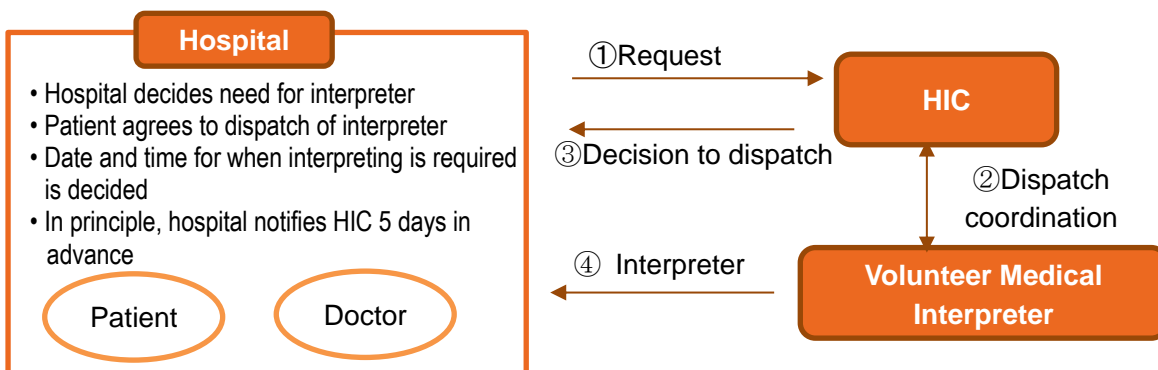 Hospital
• Hospital decides need for interpreter
• Patient agrees to dispatch of interpreter
• Date and time for when interpreting is required
is decided
• In principle, hospital notifies HIC 5 days in
advance
Patient
Doctor
①Request
HIC
③Decision to dispatch
②Dispatch
coordination
④ Interpreter
Volunteer Medical
Interpreter